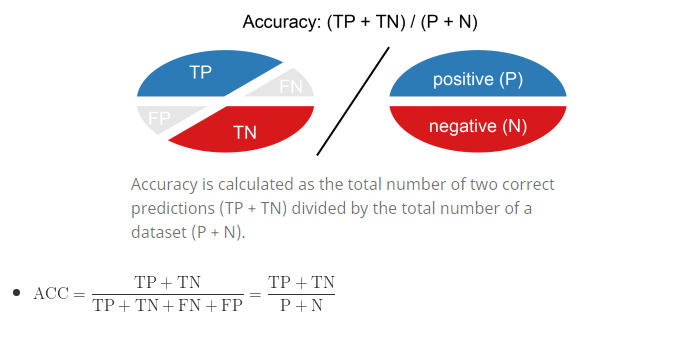 Accuracy: (TP + TN) / (P + N)
TP
FN
FP
TN
positive (P)
negative (N)
Accuracy is calculated as the total number of two correct
predictions (TP + TN) divided by the total number of a
dataset (P + N).
• ACC = (TP + TN) / (TP + TN + FN + FP) = (TP + TN) / (P + N)